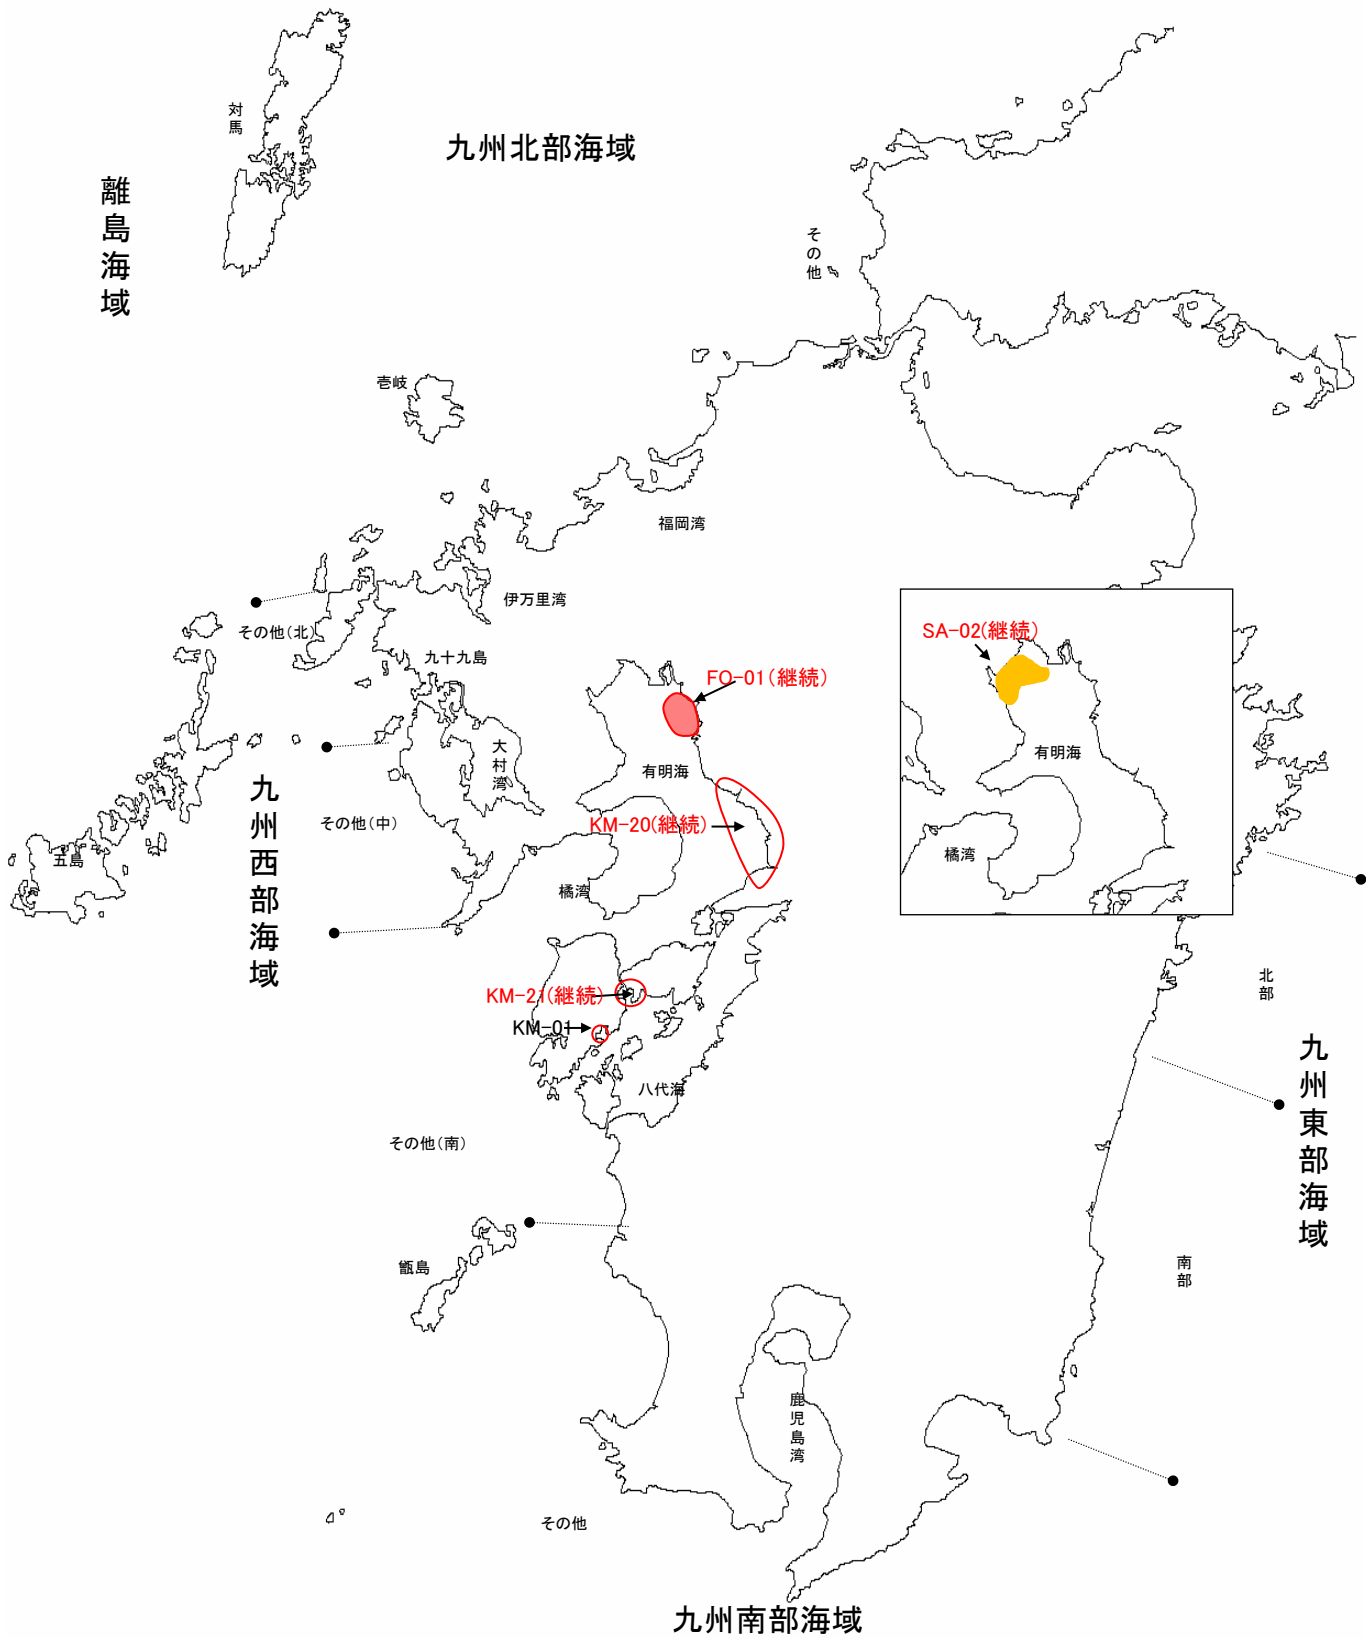 対馬
九州北部海域
離島海域
その他
壱岐
福岡湾
伊万里湾
その他(北)
九十九島
SA-02(継続)
FO-01(継続)
大村湾
有明海
有明海
九州西部海域
その他(中)
KM-20(継続)
五島
橘湾
橘湾
北部
KM-21(継続)
KM-01
九州東部海域
八代海
その他(南)
甑島
南部
鹿児島湾
その他
九州南部海域